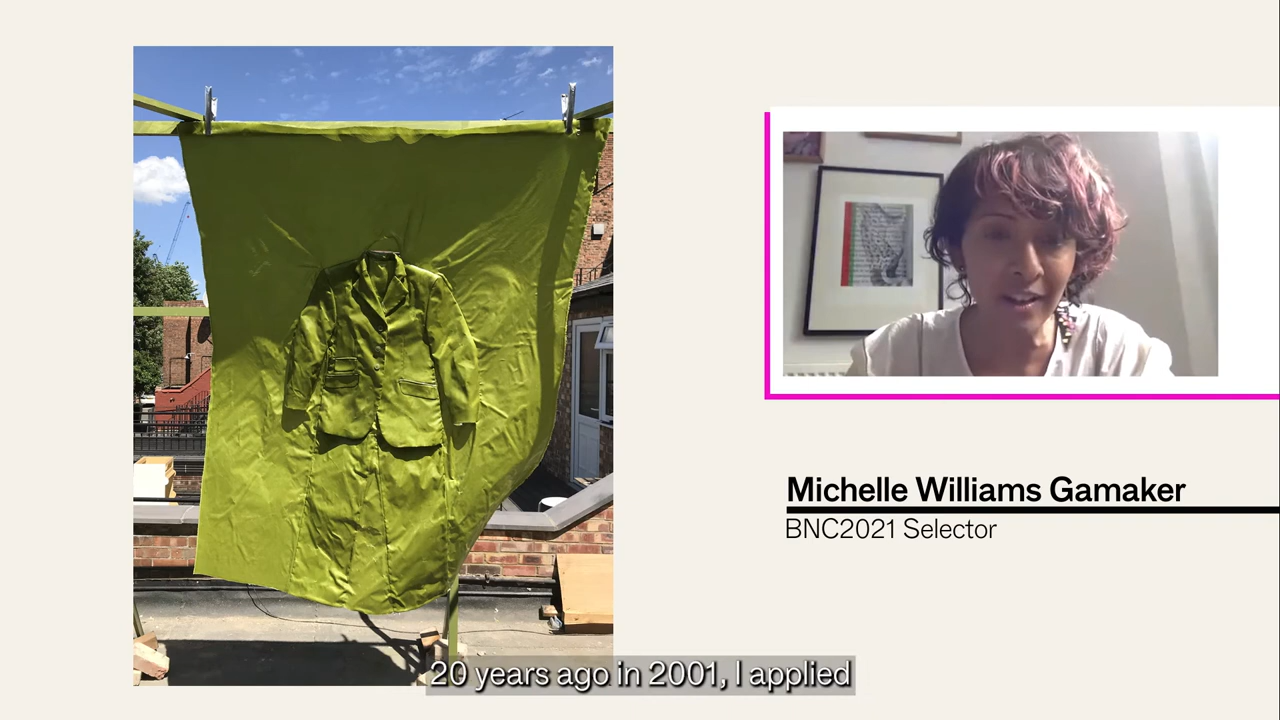 Michelle Williams Gamaker
BNC2021 Selector
20 years ago in 2001, I applied